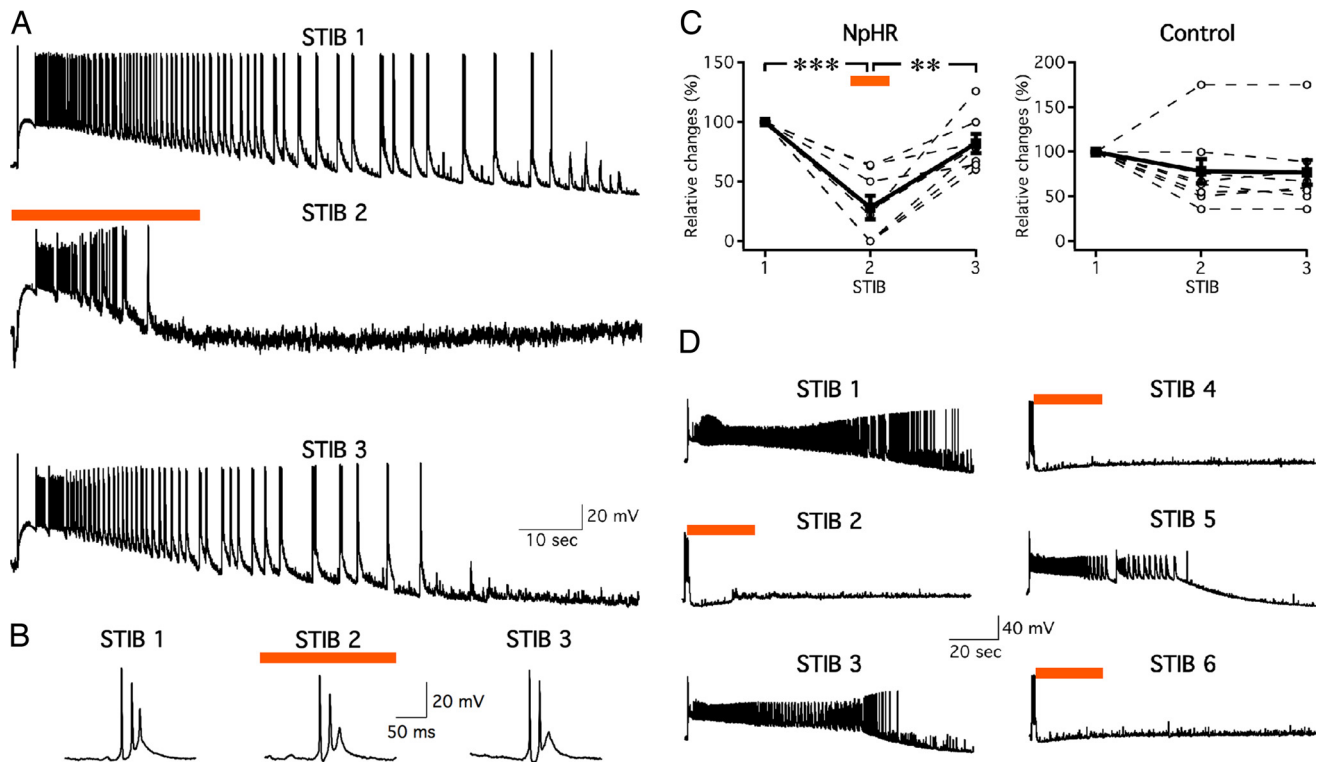 A
STIB 1
STIB 2
STIB 3
20 mV
10 sec
B
STIB 1
STIB 2
STIB 3
20 mV
50 ms
C
NpHR
Control
Relative changes (%)
150
100
50
0
*** **
1 2 3
STIB
Relative changes (%)
200
150
100
50
0
1 2 3
STIB
D
STIB 1
STIB 4
STIB 2
STIB 5
40 mV
20 sec
STIB 3
STIB 6